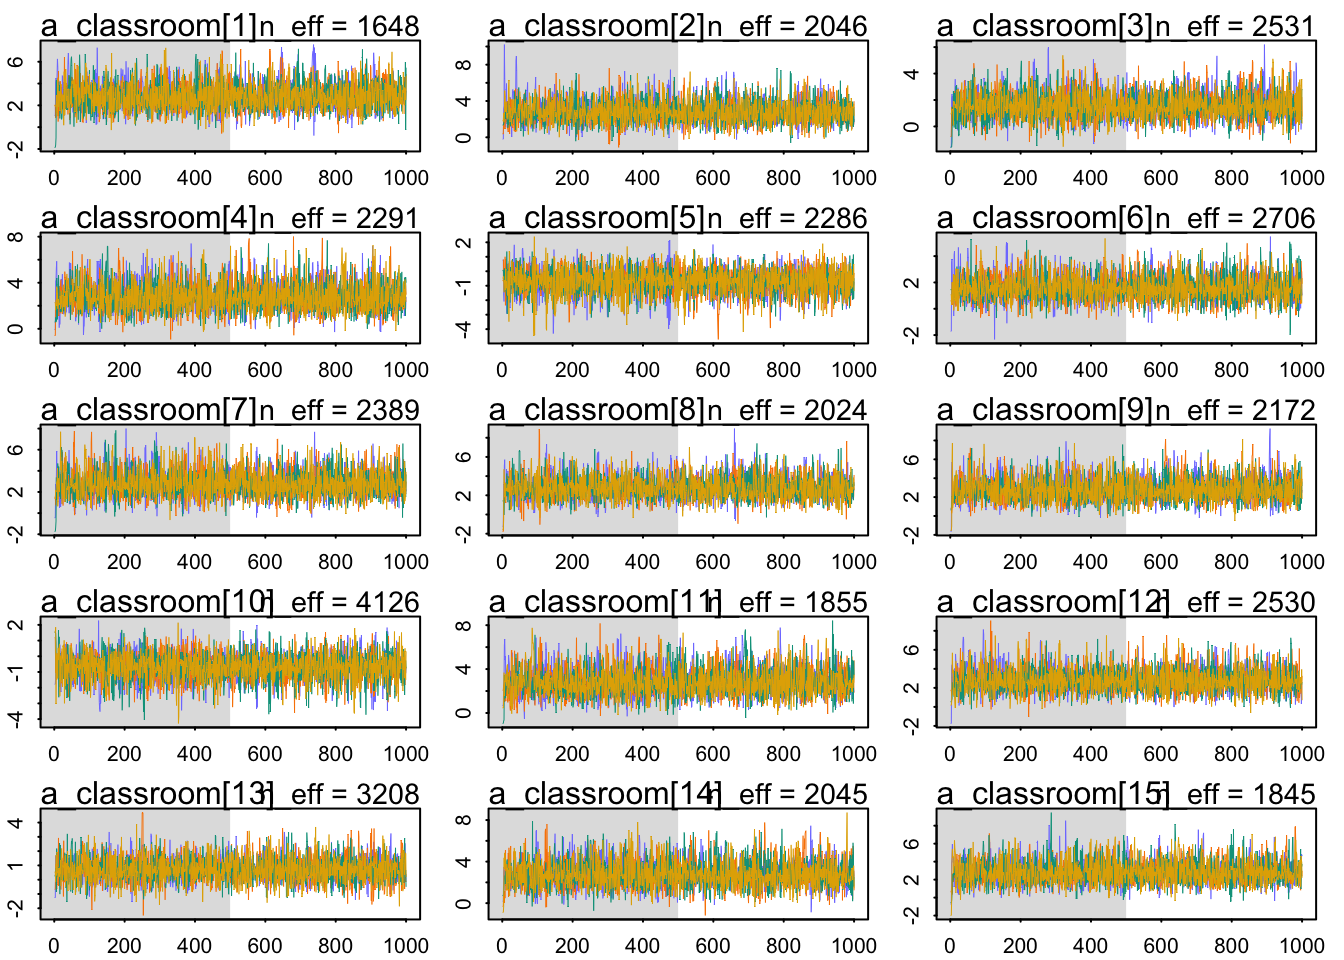 a_classroom[1] n_eff = 1648 a_classroom[2] n_eff = 2046 a_classroom[3] n_eff = 2531
6 8 4
2 4 0
-2 0
0 200 400 600 800 1000 0 200 400 600 800 1000 0 200 400 600 800 1000
a_classroom[4] n_eff = 2291 a_classroom[5] n_eff = 2286 a_classroom[6] n_eff = 2706
8 2 2
4 -1 -2
0 -4
0 200 400 600 800 1000 0 200 400 600 800 1000 0 200 400 600 800 1000
a_classroom[7] n_eff = 2389 a_classroom[8] n_eff = 2024 a_classroom[9] n_eff = 2172
6 6 6
2 2 2
-2 -2 -2
0 200 400 600 800 1000 0 200 400 600 800 1000 0 200 400 600 800 1000
a_classroom[10] n_eff = 4126 a_classroom[11] n_eff = 1855 a_classroom[12] n_eff = 2530
2 8 6
-1 4 2
-4 0 -2
0 200 400 600 800 1000 0 200 400 600 800 1000 0 200 400 600 800 1000
a_classroom[13] n_eff = 3208 a_classroom[14] n_eff = 2045 a_classroom[15] n_eff = 1845
4 8 6
1 4 2
-2 0 -2
0 200 400 600 800 1000 0 200 400 600 800 1000 0 200 400 600 800 1000